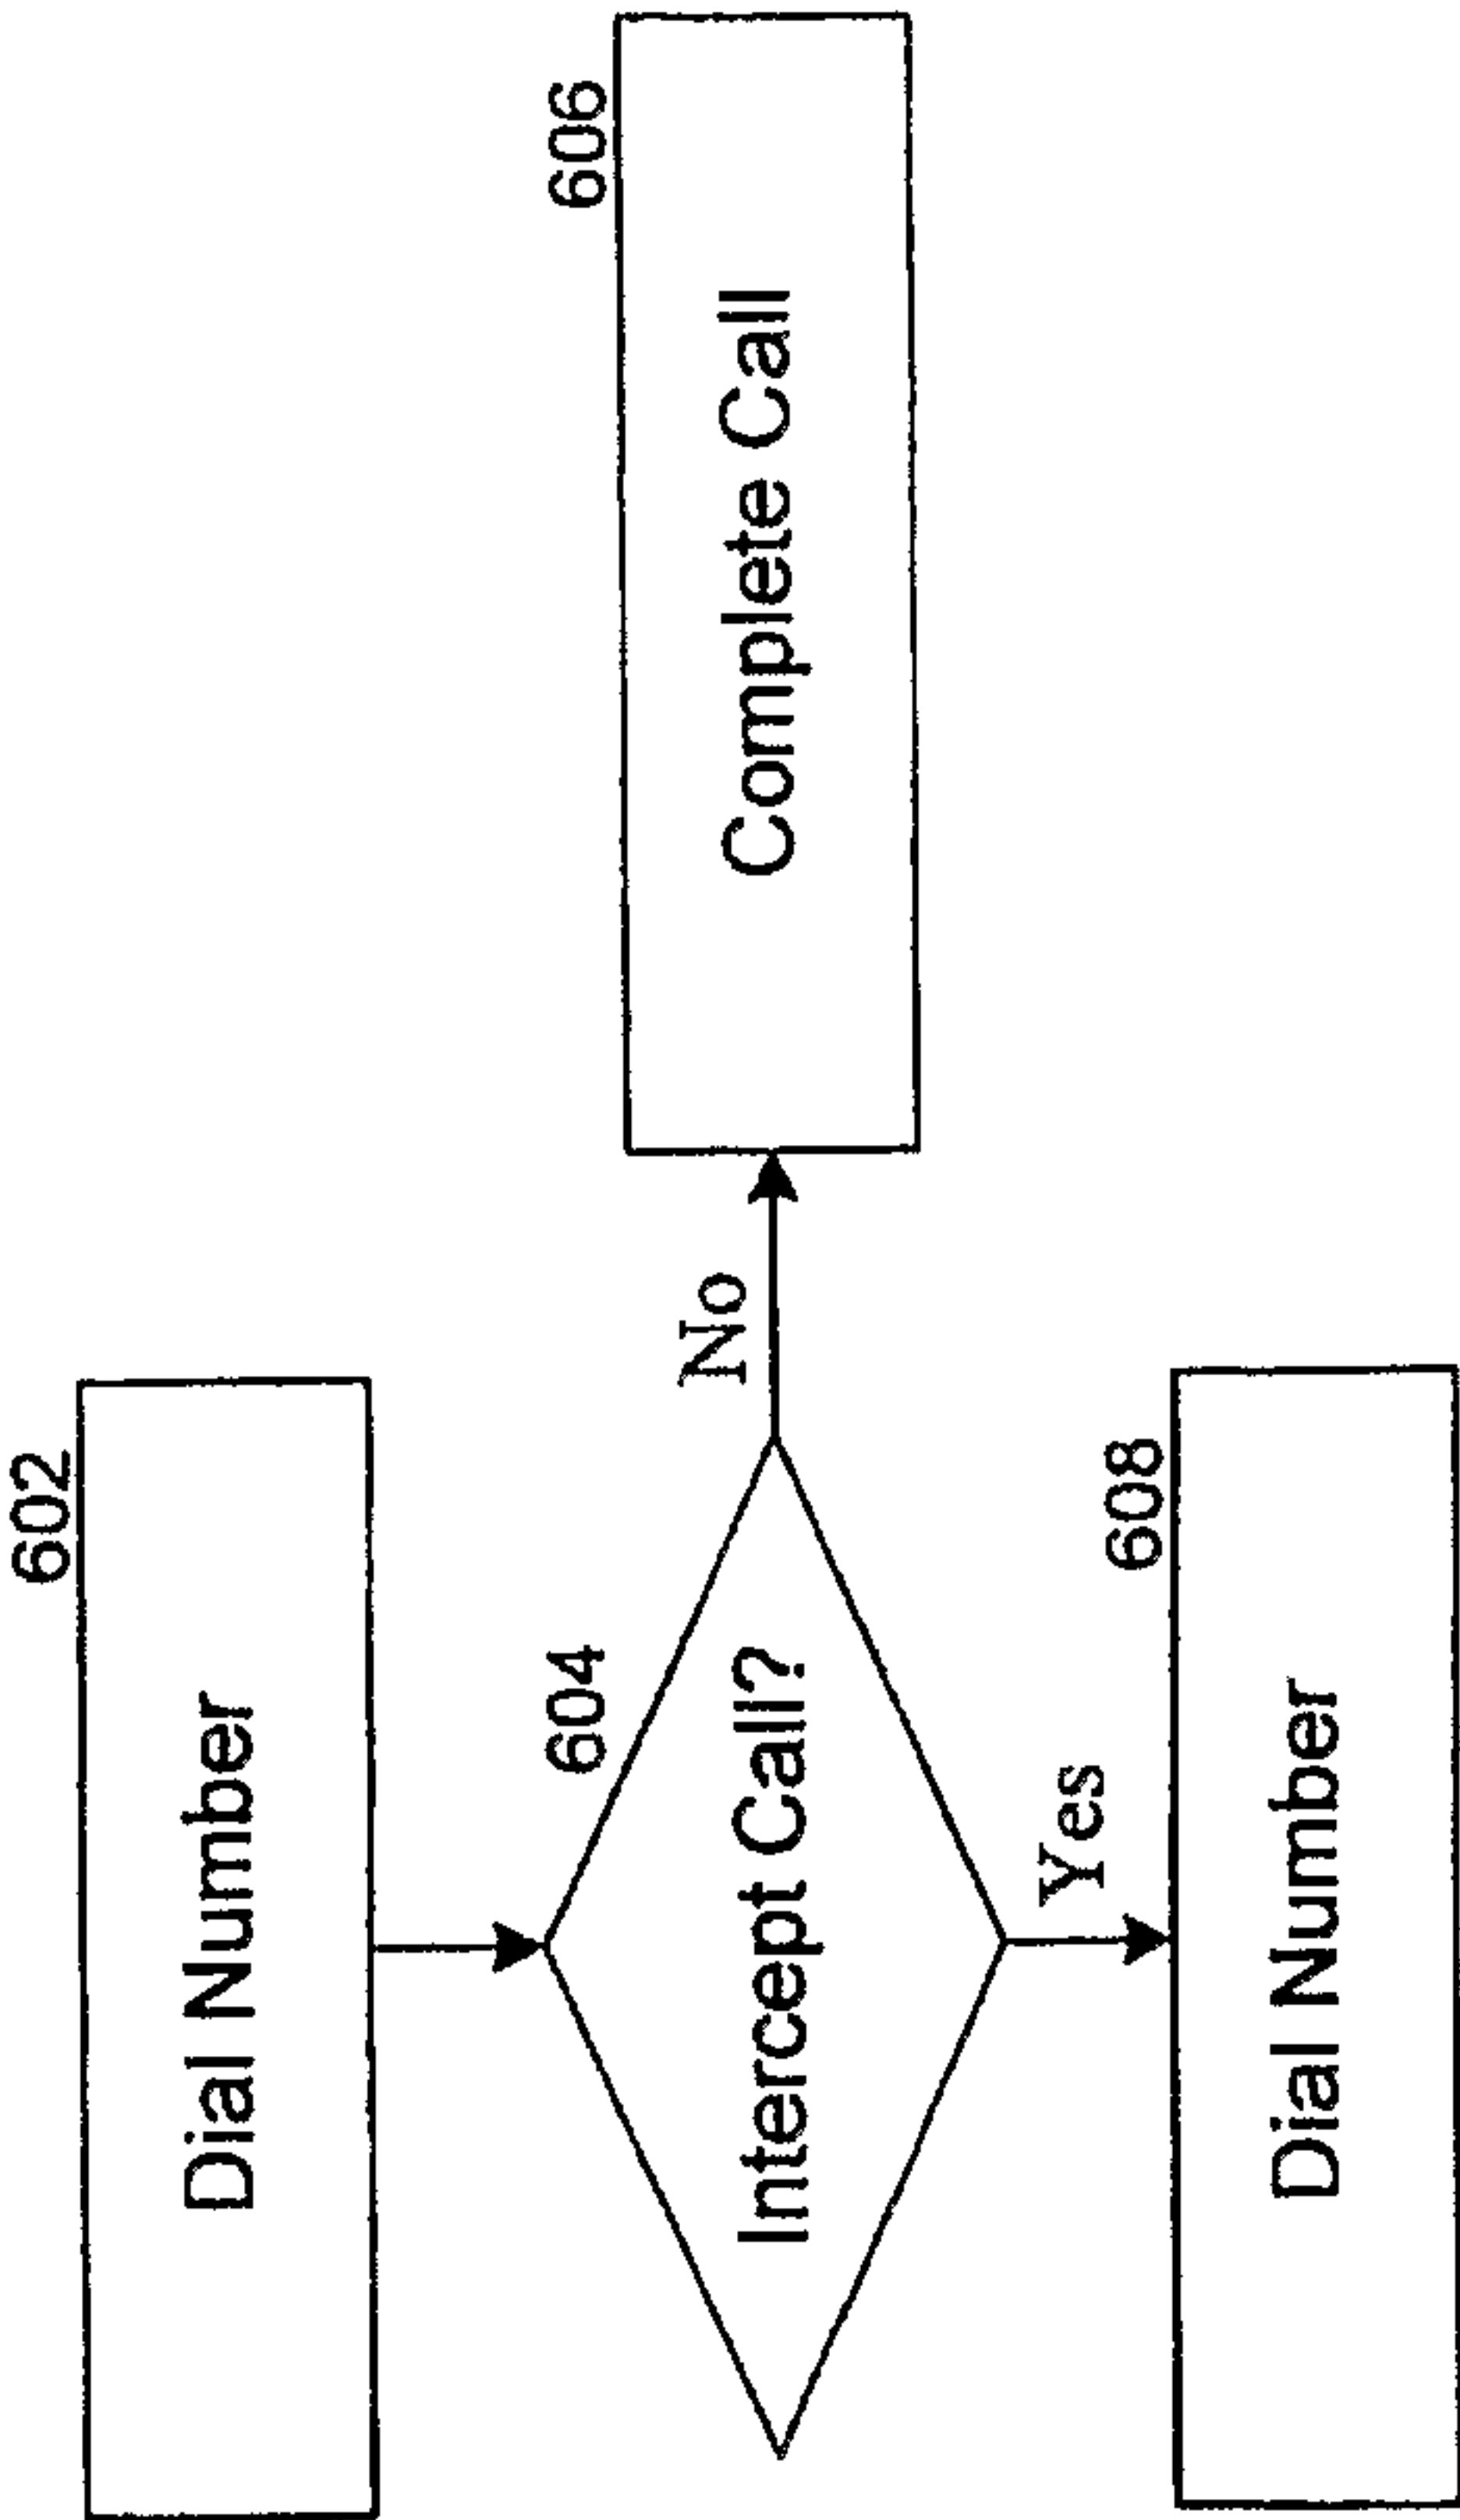 602
Dial Number
604
Intercept Call?
No
606
Complete Call
Yes
608
Dial Number